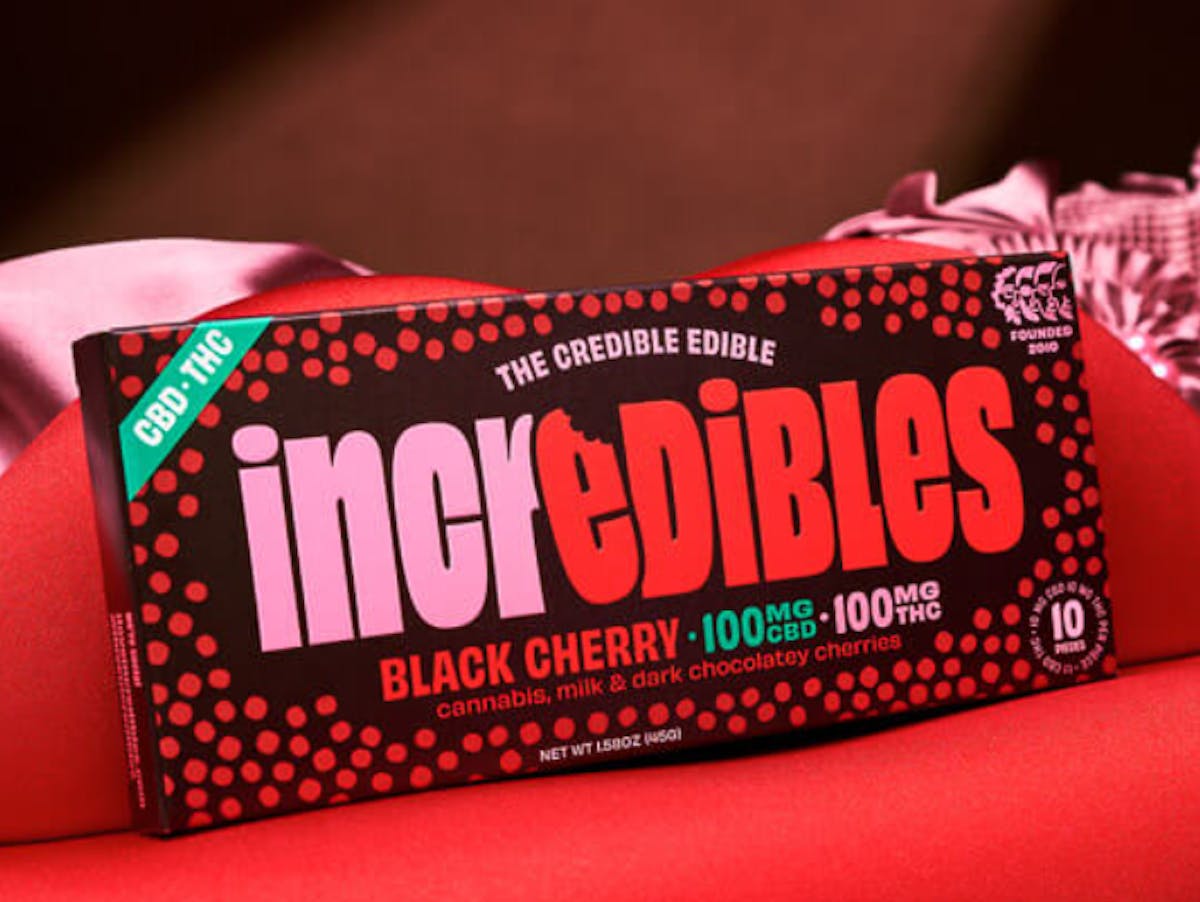 CBD · THC
THE CREDIBLE EDIBLE
FOUNDED
2010
incrEDiBLES
BLACK CHERRY · 100MG CBD · 100MG THC
cannabis, milk & dark chocolatey cherries
10
PIECES
NET WT 1.58OZ (45G)